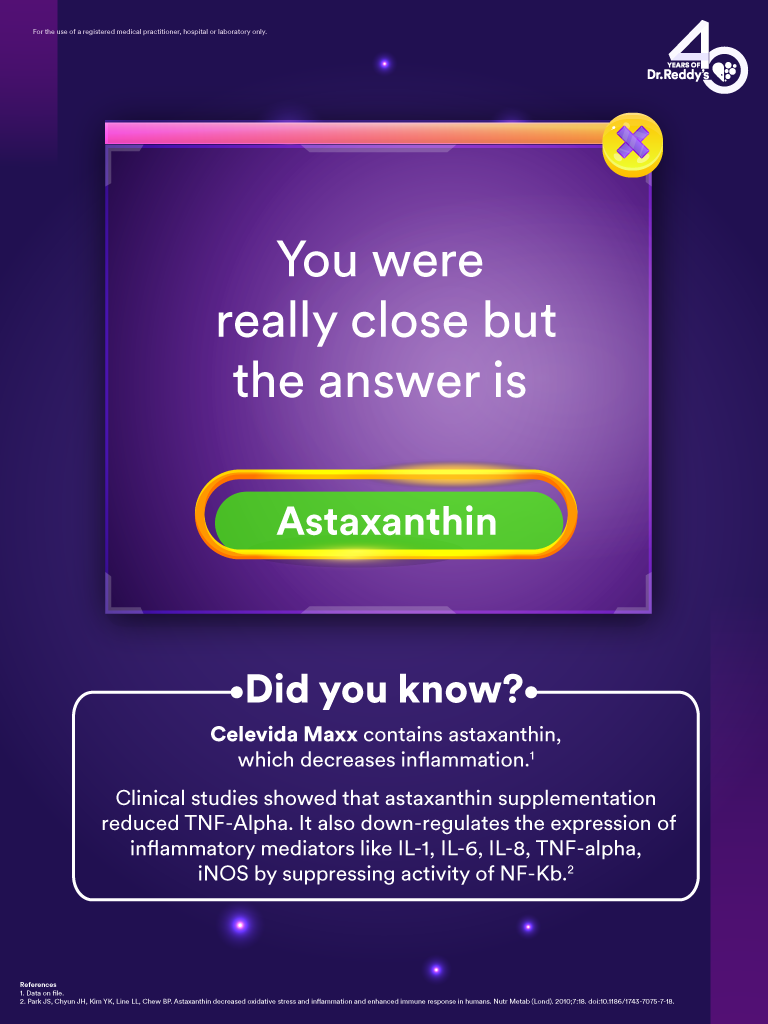 For the use of a registered medical practitioner, hospital or laboratory only.
40
YEARS OF
Dr.Reddy's
You were
really close but
the answer is
Astaxanthin
Did you know?
Celevida Maxx contains astaxanthin,
which decreases inflammation.¹
Clinical studies showed that astaxanthin supplementation
reduced TNF-Alpha. It also down-regulates the expression of
inflammatory mediators like IL-1, IL-6, IL-8, TNF-alpha,
iNOS by suppressing activity of NF-Kb.²
References
1. Data on file.
2. Park JS, Chyun JH, Kim YK, Line LL, Chew BP. Astaxanthin decreased oxidative stress and inflammation and enhanced immune response in humans. Nutr Metab (Lond). 2010;7:18. doi:10.1186/1743-7075-7-18.